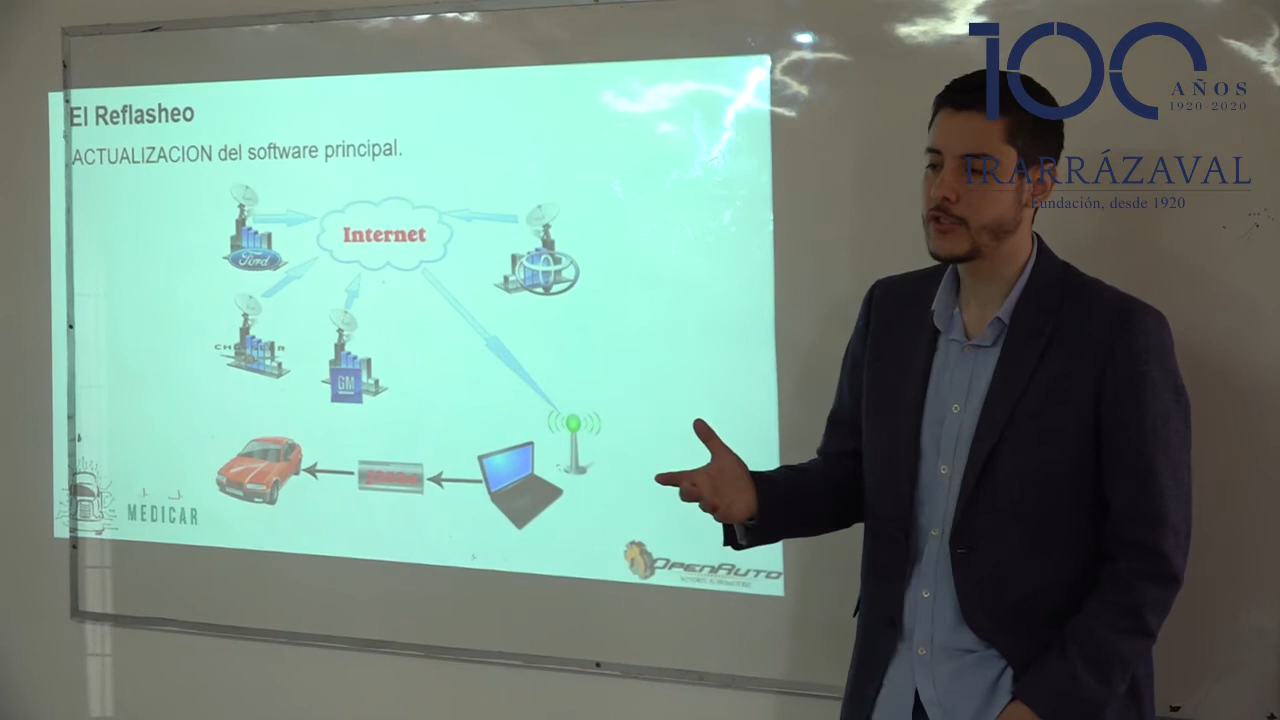 El Reflasheo
ACTUALIZACION del software principal.
Internet
Ford
GM
MEDICAR
OPENAUTO
100
AÑOS
1920-2020
IRARRÁZAVAL
Fundación, desde 1920